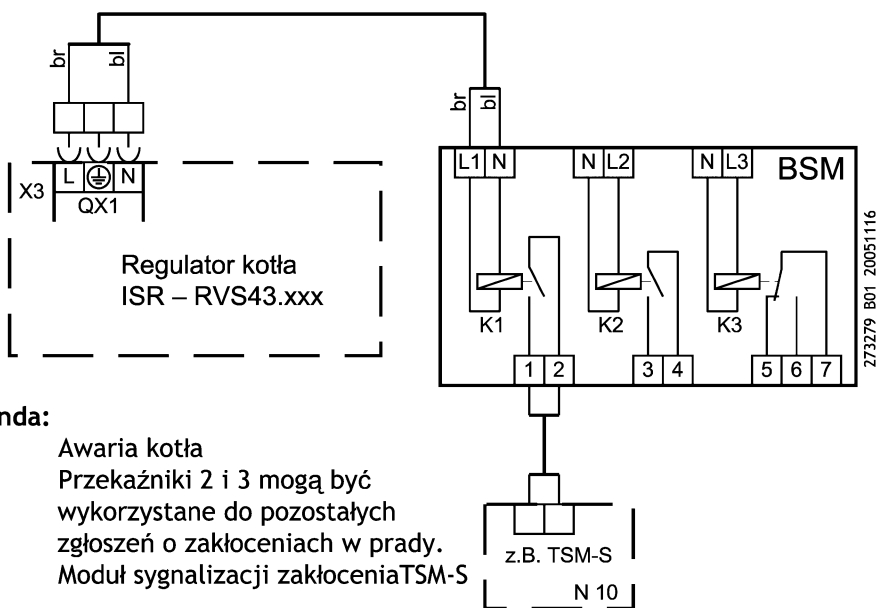 br bl
br bl
L1 N N L2 N L3 BSM
X3 L N
QX1
Regulator kotła
ISR – RVS43.xxx
K1 K2 K3
1 2 3 4 5 6 7
273279 B01 20051116
nda:
Awaria kotła
Przekaźniki 2 i 3 mogą być
wykorzystane do pozostałych
zgłoszeń o zakłoceniach w prady.
Moduł sygnalizacji zakłoceniaTSM-S
z.B. TSM-S
N 10